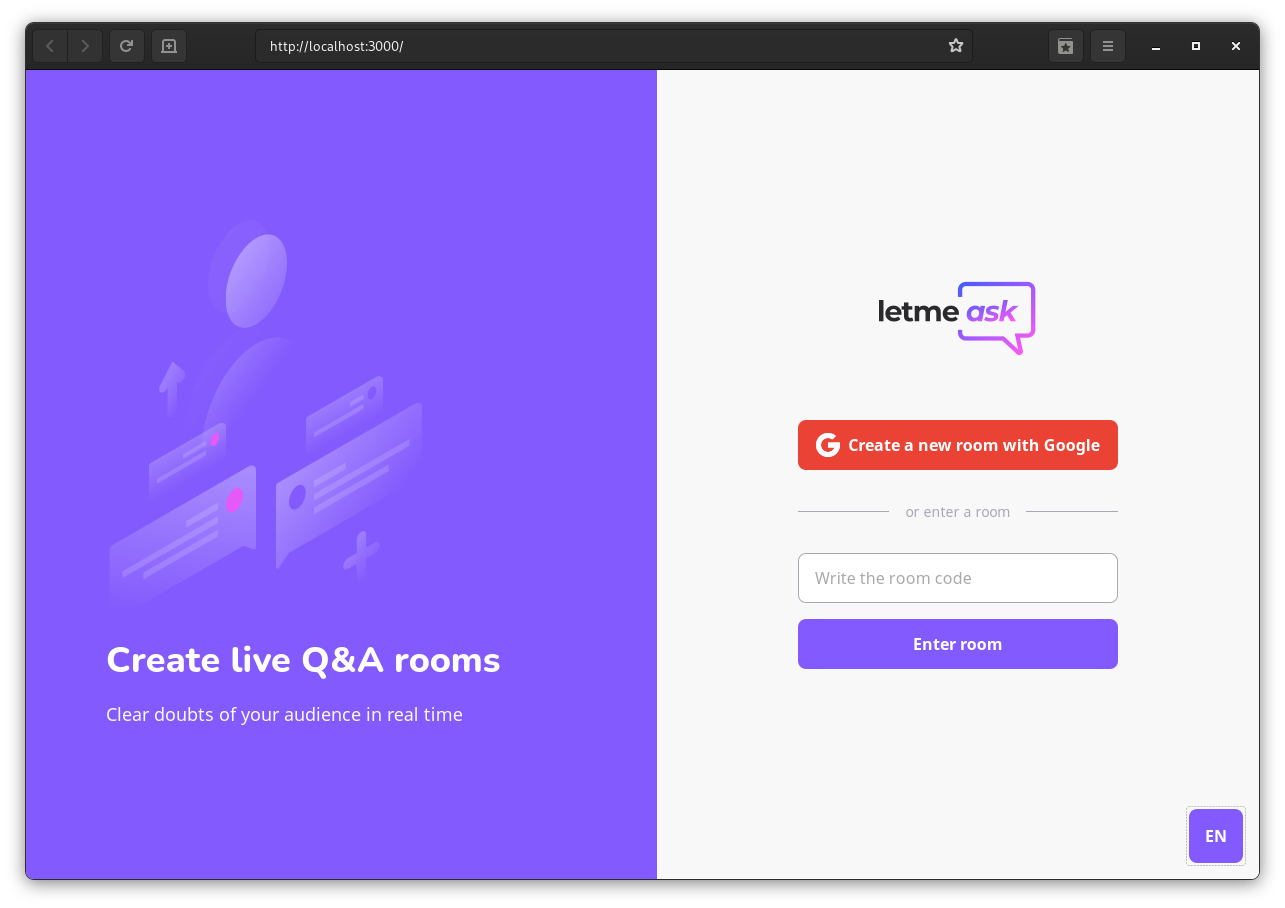 http://localhost:3000/
letme ask
Create a new room with Google
or enter a room
Write the room code
Enter room
Create live Q&A rooms
Clear doubts of your audience in real time
EN